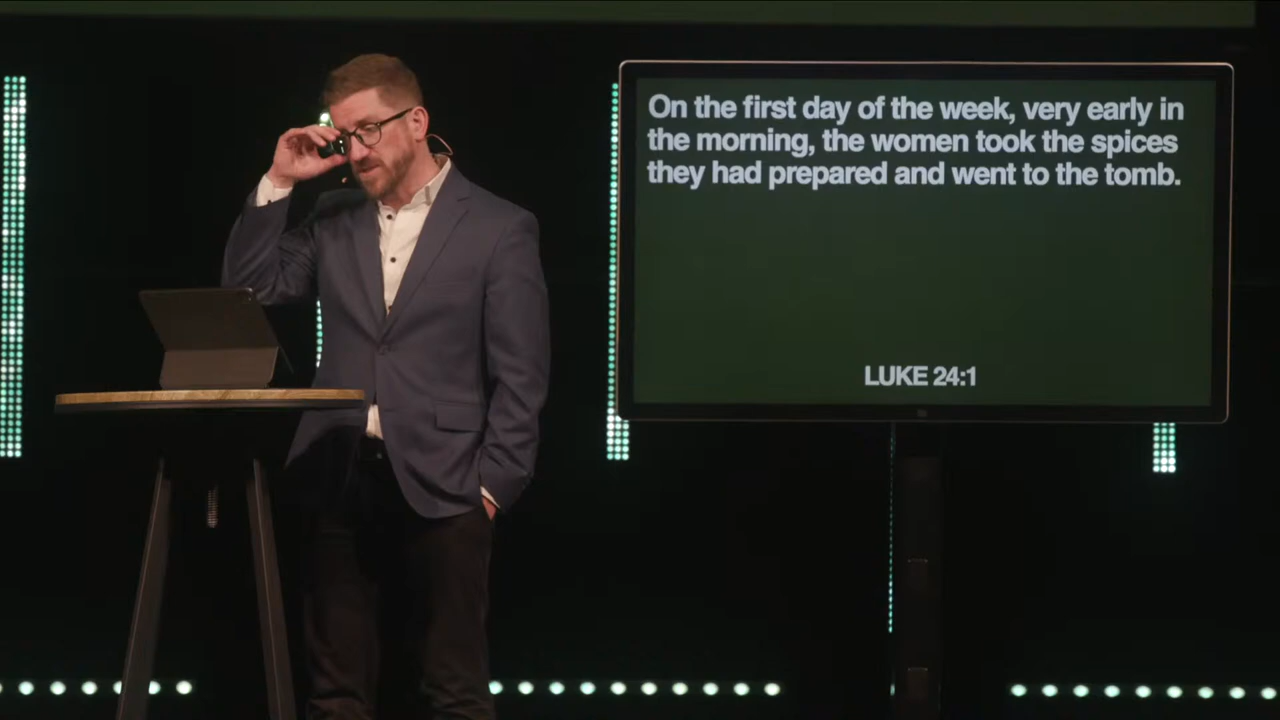 On the first day of the week, very early in
the morning, the women took the spices
they had prepared and went to the tomb.
LUKE 24:1